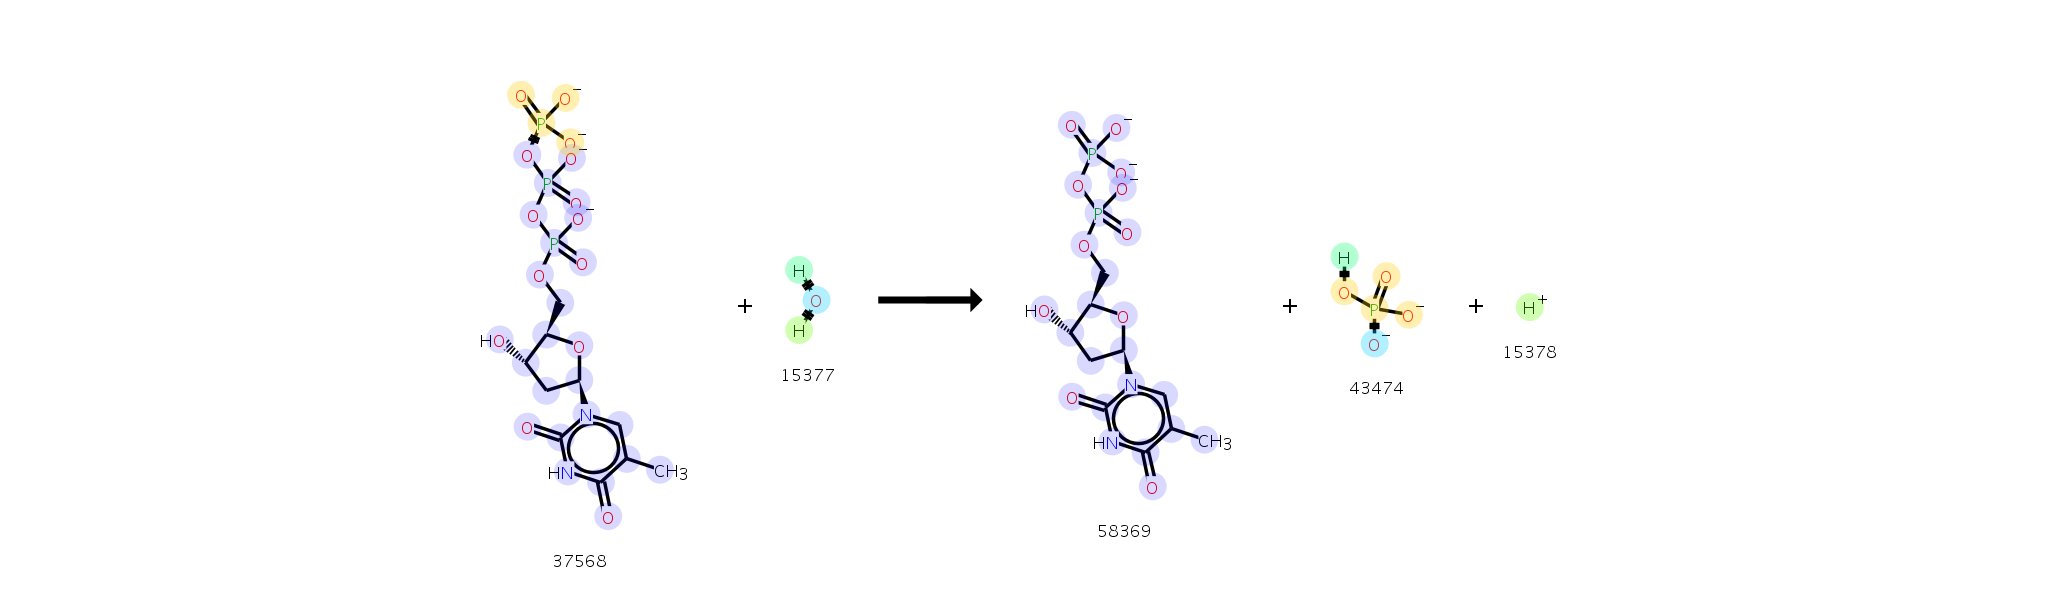 O O⁻
P
O O⁻
O⁻
P
O O
O⁻
P
O O
HO O
N
O
HN
CH3
O
37568
+
H
O
H
15377
O O⁻
P
O O⁻
O⁻
P
O O
HO O
N
O
HN
CH3
O
58369
+
H
O
O P O⁻
O⁻
43474
+
H+
15378